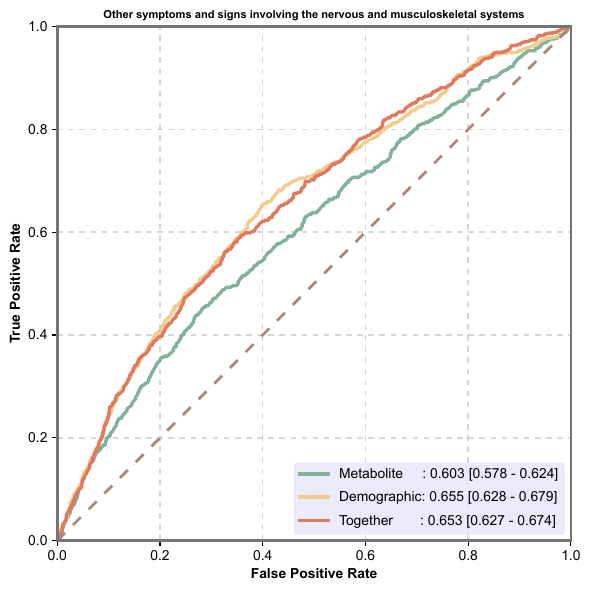 Other symptoms and signs involving the nervous and musculoskeletal systems
1.0
0.8
0.6
0.4
0.2
0.0
True Positive Rate
Metabolite : 0.603 [0.578 - 0.624]
Demographic: 0.655 [0.628 - 0.679]
Together : 0.653 [0.627 - 0.674]
0.0 0.2 0.4 0.6 0.8 1.0
False Positive Rate